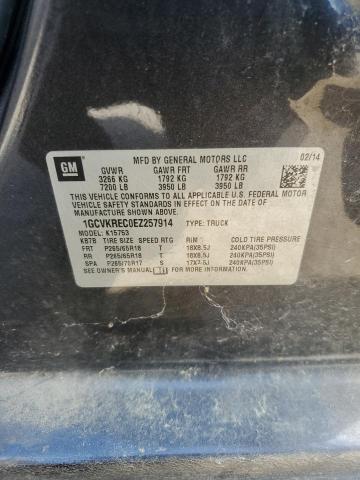 GM
MFD BY GENERAL MOTORS LLC
02/14
GVWR GAWR FRT GAWR RR
3266 KG 1792 KG 1792 KG
7200 LB 3950 LB 3950 LB
THIS VEHICLE CONFORMS TO ALL APPLICABLE U.S. FEDERAL MOTOR
VEHICLE SAFETY AND THEFT PREVENTION STANDARDS IN EFFECT ON
THE DATE OF MANUFACTURE SHOWN ABOVE.
1GCVKREC0EZ257914 TYPE: TRUCK
MODEL: K15753
KB7B TIRE SIZE SPEED RTG RIM COLD TIRE PRESSURE
FRT P265/65R18 T 18X8.5J 240KPA(35PSI)
RR P265/65R18 T 18X8.5J 240KPA(35PSI)
SPA P265/70R17 S 17X7.5J 240KPA(35PSI)
SEE OWNER'S MANUAL FOR MORE INFORMATION.